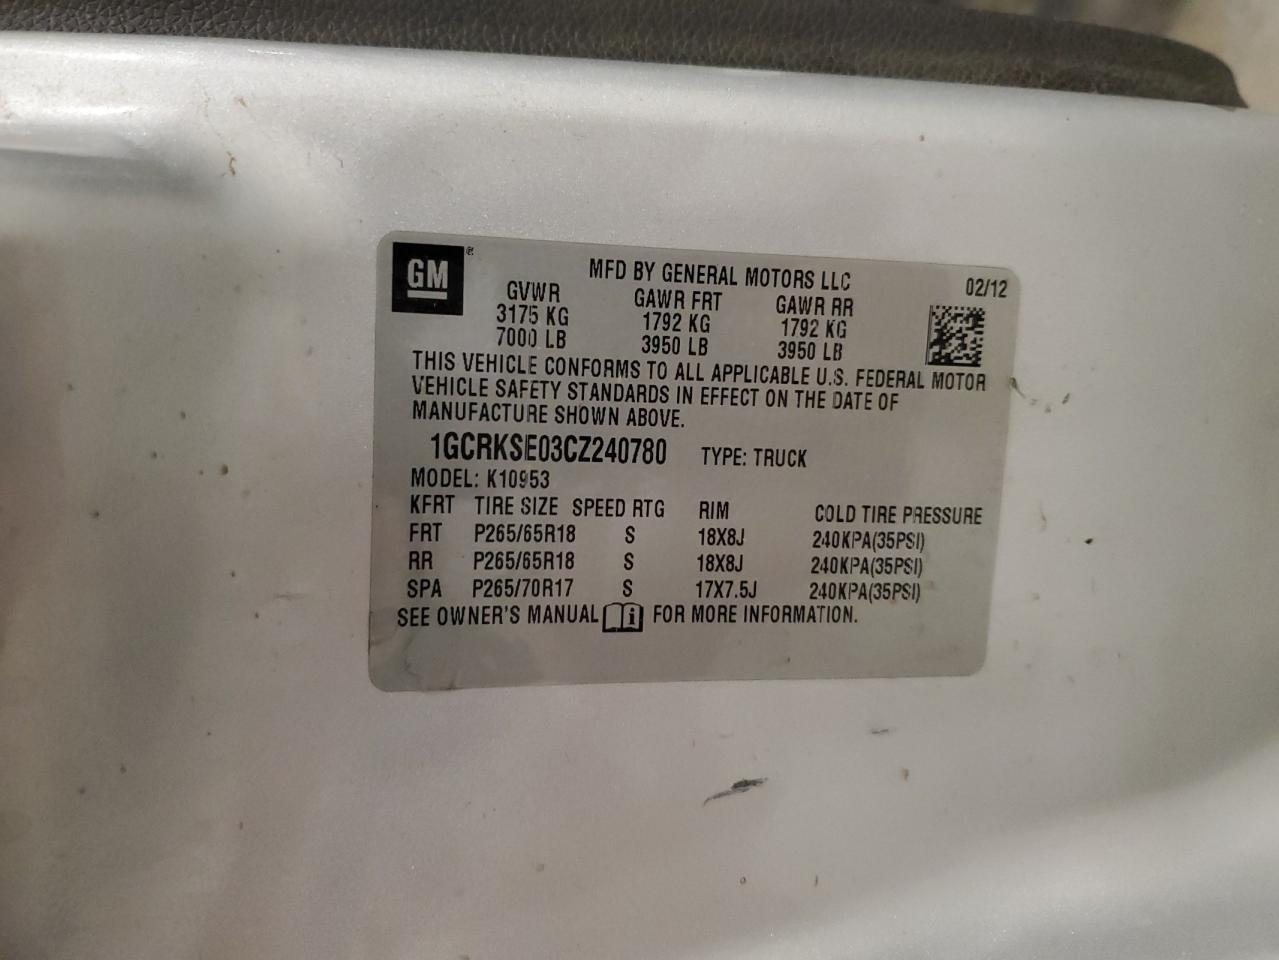 GM ®
MFD BY GENERAL MOTORS LLC 02/12
GVWR GAWR FRT GAWR RR
3175 KG 1792 KG 1792 KG
7000 LB 3950 LB 3950 LB
THIS VEHICLE CONFORMS TO ALL APPLICABLE U.S. FEDERAL MOTOR
VEHICLE SAFETY STANDARDS IN EFFECT ON THE DATE OF
MANUFACTURE SHOWN ABOVE.
1GCRKSE03CZ240780 TYPE: TRUCK
MODEL: K10953
KFRT TIRE SIZE SPEED RTG RIM COLD TIRE PRESSURE
FRT P265/65R18 S 18X8J 240KPA(35PSI)
RR P265/65R18 S 18X8J 240KPA(35PSI)
SPA P265/70R17 S 17X7.5J 240KPA(35PSI)
SEE OWNER'S MANUAL i FOR MORE INFORMATION.